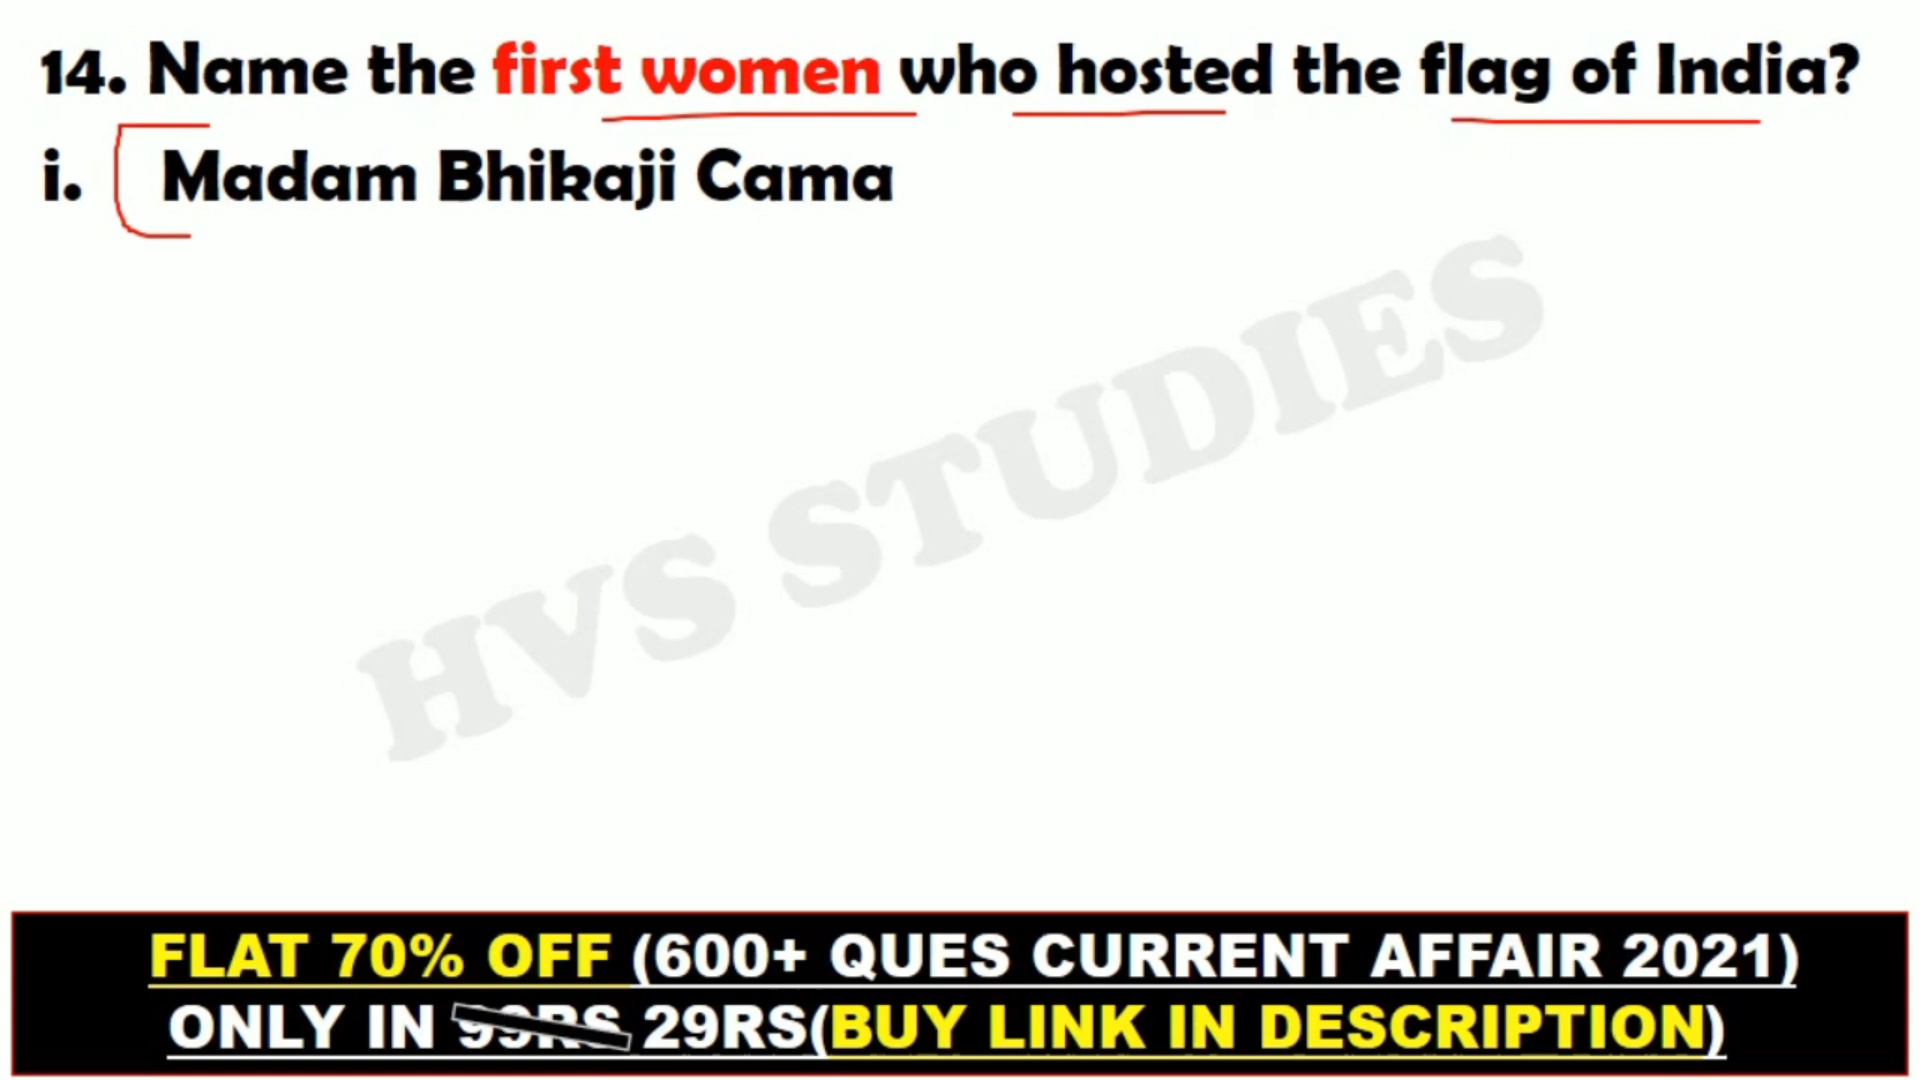 14. Name the first women who hosted the flag of India?
i. Madam Bhikaji Cama
HVS STUDIES
FLAT 70% OFF (600+ QUES CURRENT AFFAIR 2021)
ONLY IN 99RS 29RS(BUY LINK IN DESCRIPTION)